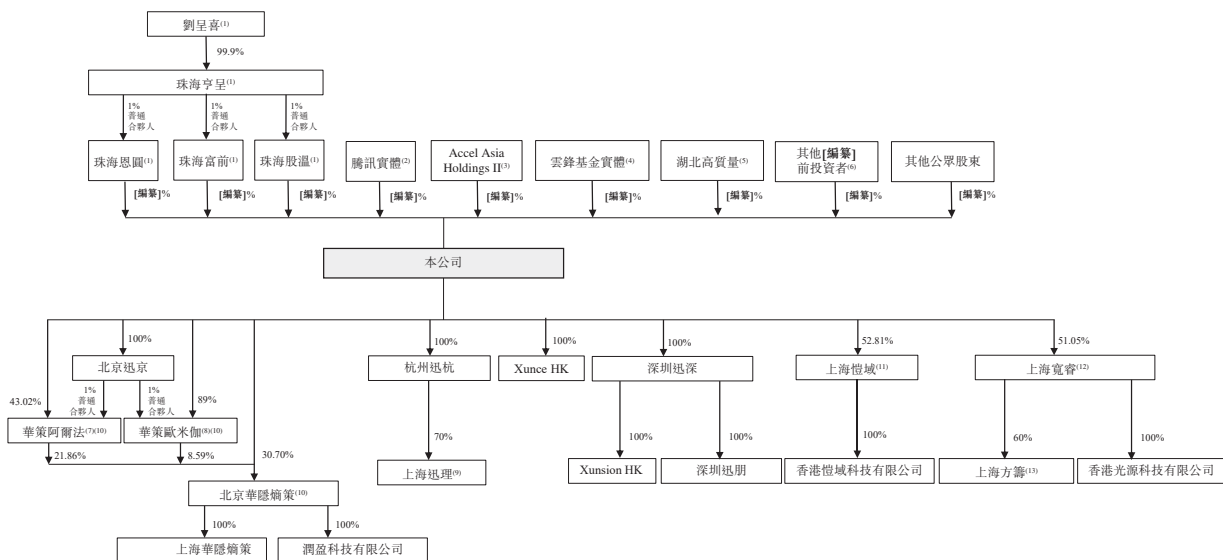 劉呈喜(1)
99.9%
珠海亨呈(1)
1%
普通
合夥人
1%
普通
合夥人
1%
普通
合夥人
珠海恩圓(1)
珠海富前(1)
珠海股溫(1)
騰訊實體(2)
Accel Asia
Holdings II(3)
雲鋒基金實體(4)
湖北高質量(5)
其他[編纂]
前投資者(6)
其他公眾股東
[編纂]%
[編纂]%
[編纂]%
[編纂]%
[編纂]%
[編纂]%
[編纂]%
[編纂]%
[編纂]%
本公司
100%
100%
100%
100%
52.81%
51.05%
北京迅京
杭州迅杭
Xunce HK
深圳迅深
上海愷域(11)
上海寬睿(12)
43.02%
1%
普通
合夥人
1%
普通
合夥人
89%
華策阿爾法(7)(10)
華策歐米伽(8)(10)
21.86%
8.59%
30.70%
70%
100%
100%
100%
60%
100%
上海迅理(9)
Xunsion HK
深圳迅朋
香港愷域科技有限公司
上海方籌(13)
香港光源科技有限公司
北京華隱熵策(10)
100%
100%
上海華隱熵策
潤盈科技有限公司